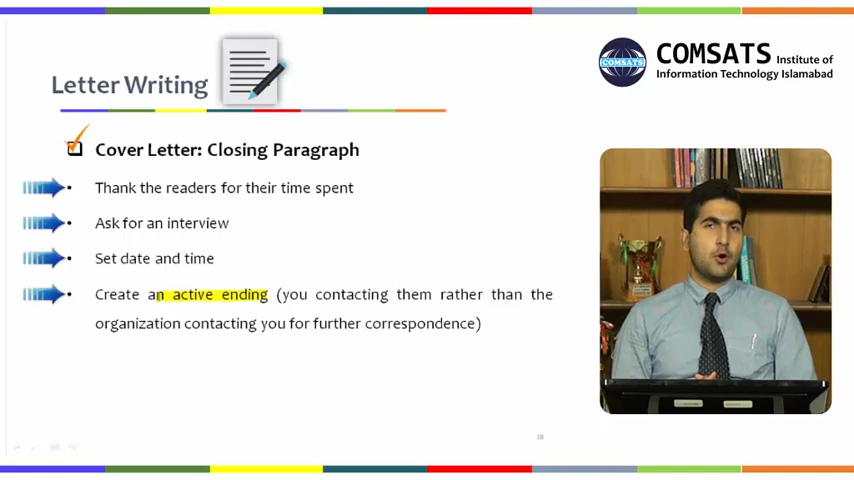 COMSATS Institute of
Information Technology Islamabad
COMSATS
Letter Writing
Cover Letter: Closing Paragraph
• Thank the readers for their time spent
• Ask for an interview
• Set date and time
• Create an active ending (you contacting them rather than the
organization contacting you for further correspondence)
18